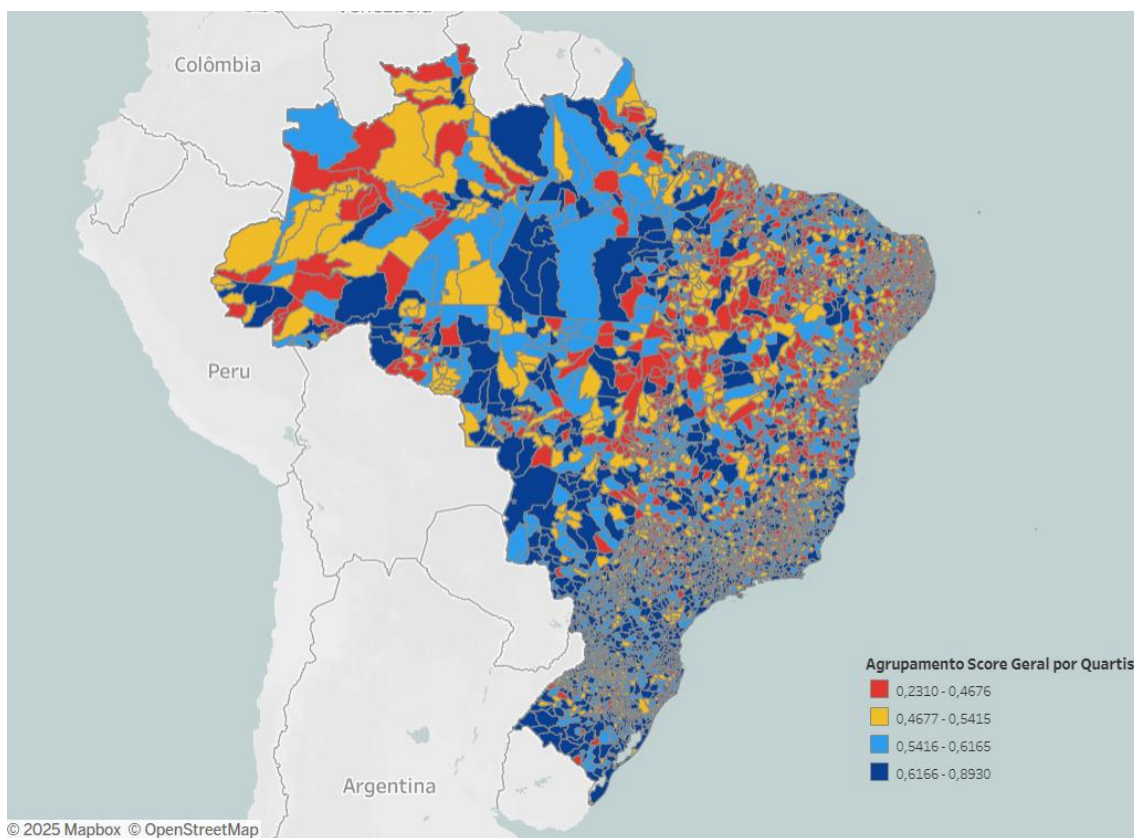 Colômbia
Peru
Argentina
Agrupamento Score Geral por Quartis
0,2310 - 0,4676
0,4677 - 0,5415
0,5416 - 0,6165
0,6166 - 0,8930
© 2025 Mapbox © OpenStreetMap